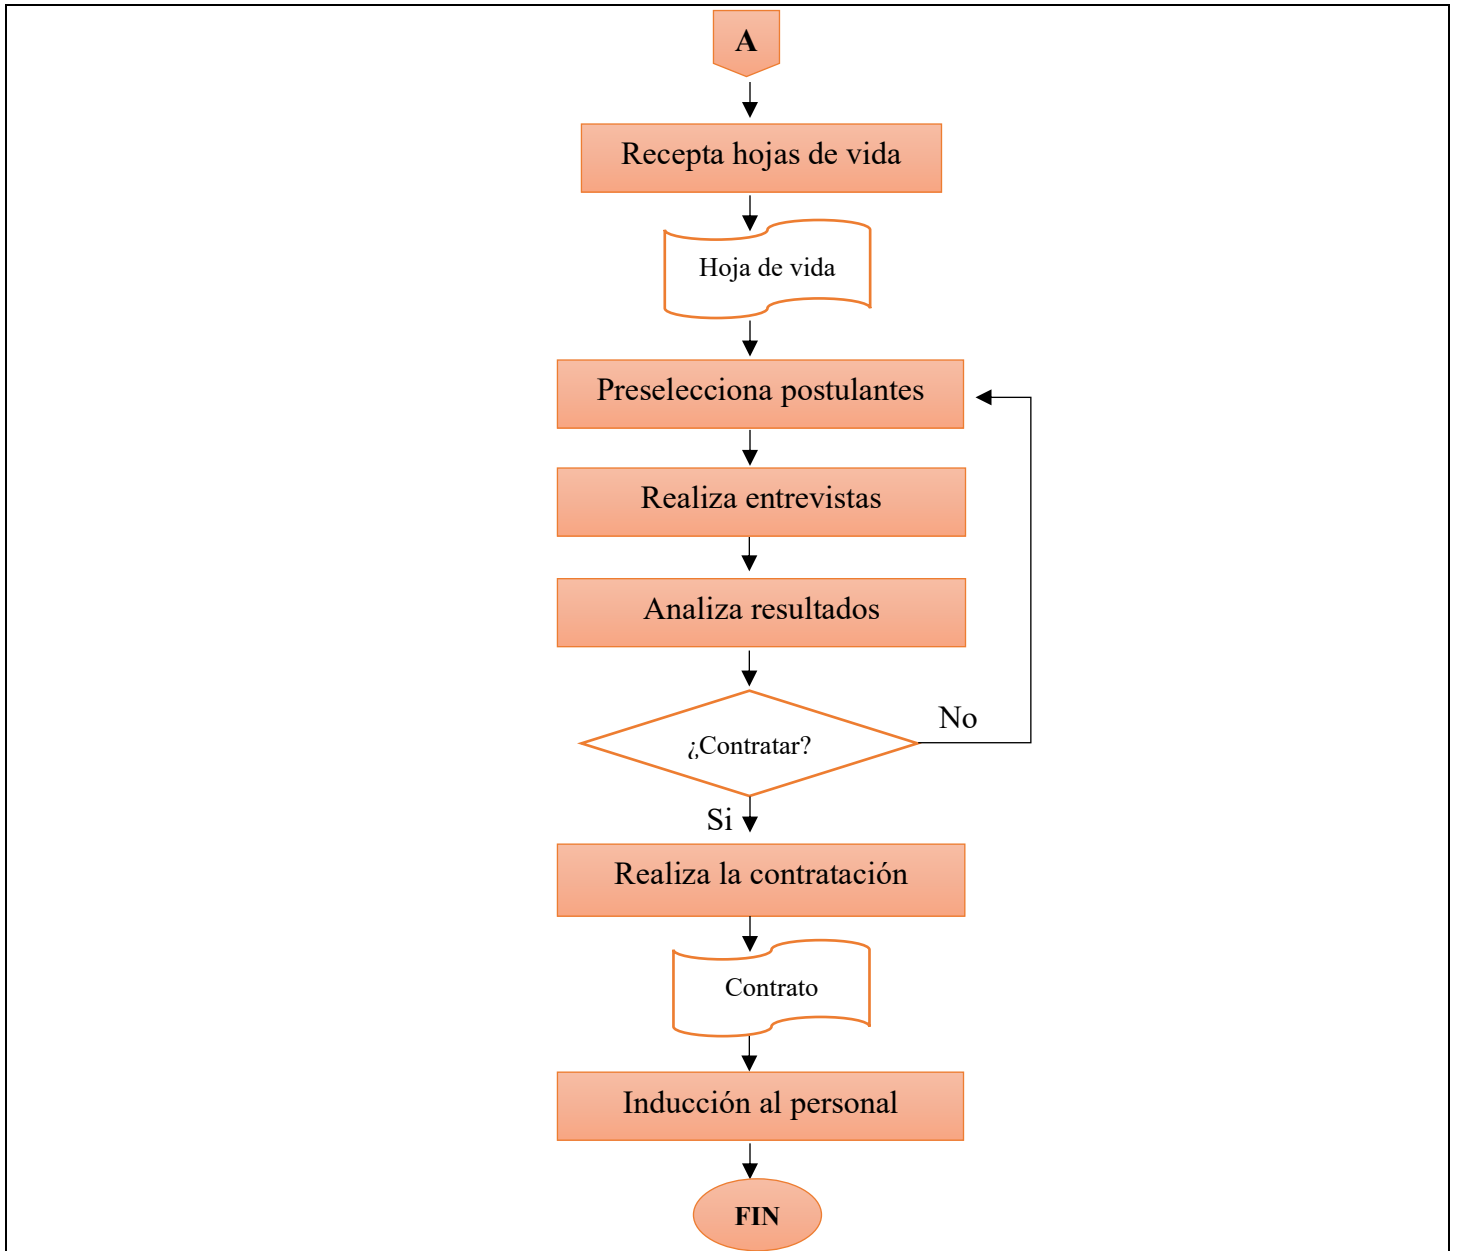 A
Recepta hojas de vida
Hoja de vida
Preselecciona postulantes
Realiza entrevistas
Analiza resultados
No
¿Contratar?
Si
Realiza la contratación
Contrato
Inducción al personal
FIN